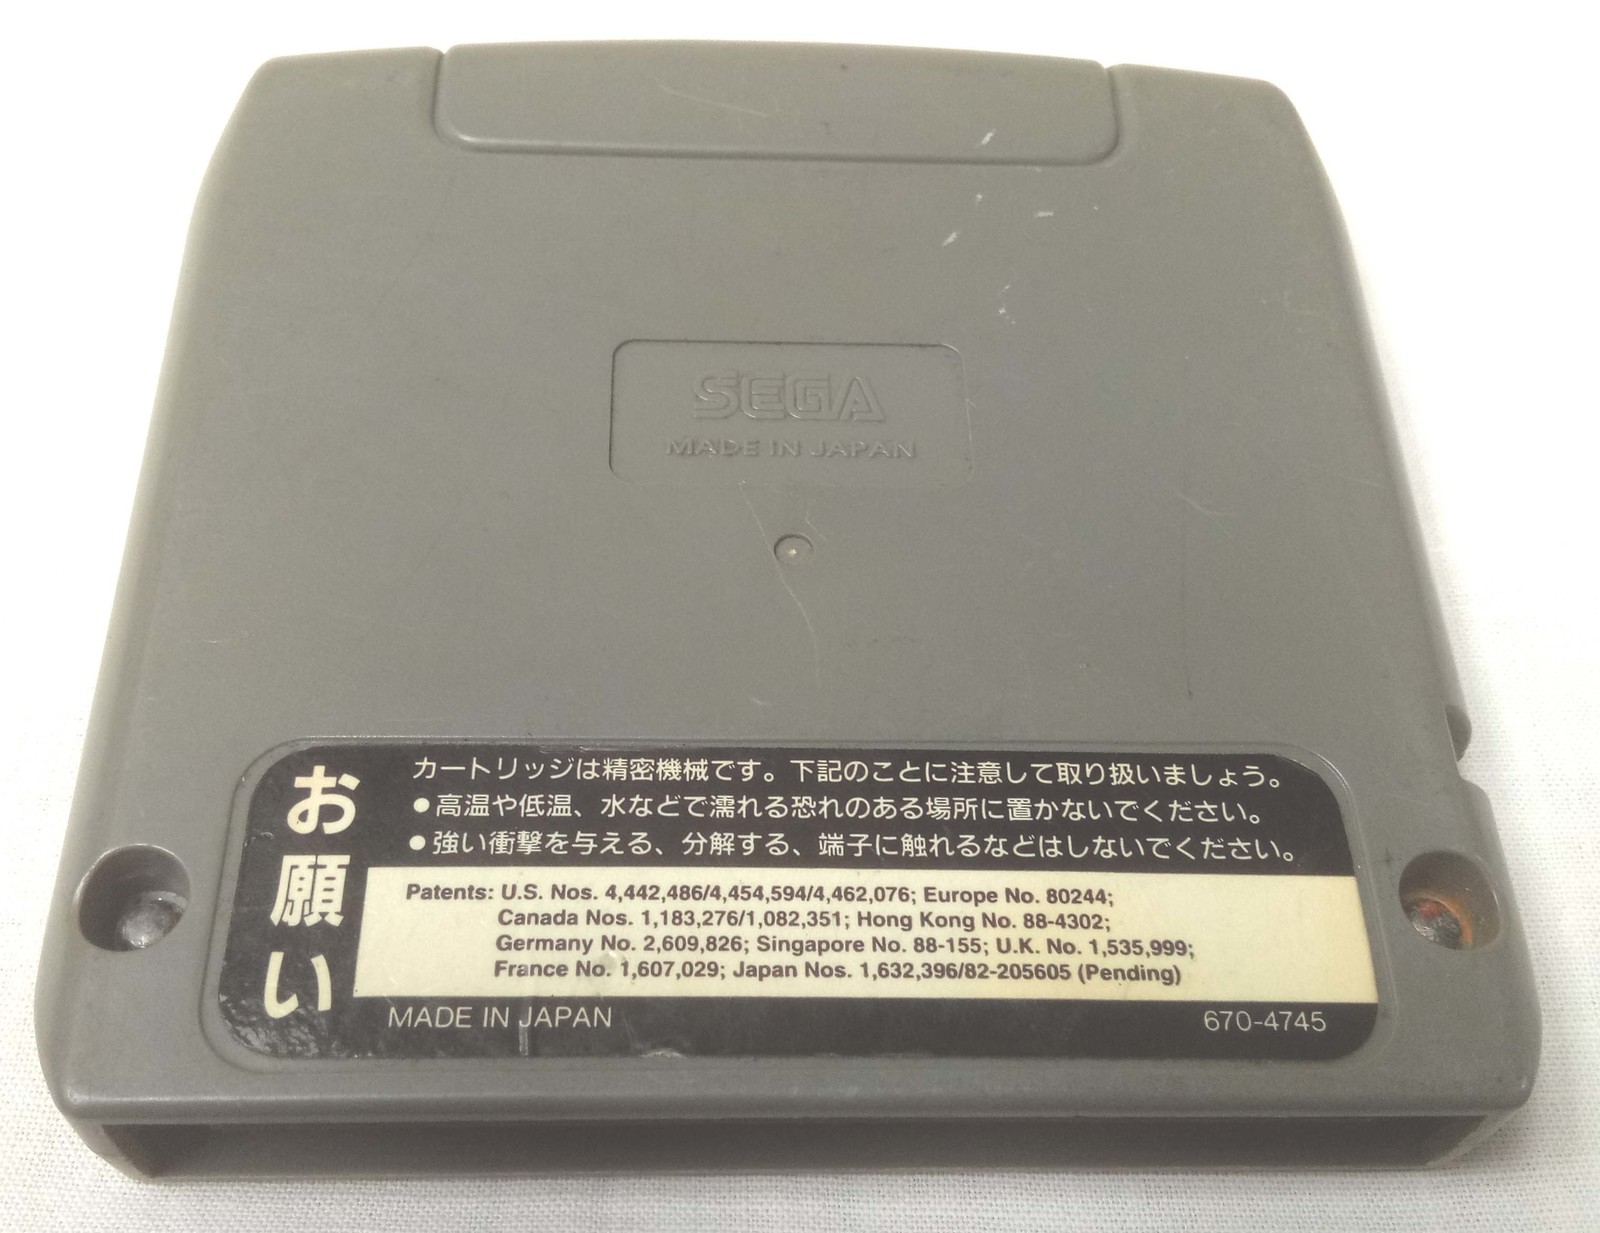 SEGA
MADE IN JAPAN
お願い
カートリッジは精密機械です。下記のことに注意して取り扱いましょう。
●高温や低温、水などで濡れる恐れのある場所に置かないでください。
●強い衝撃を与える、分解する、端子に触れるなどはしないでください。
Patents: U.S. Nos. 4,442,486/4,454,594/4,462,076; Europe No. 80244;
Canada Nos. 1,183,276/1,082,351; Hong Kong No. 88-4302;
Germany No. 2,609,826; Singapore No. 88-155; U.K. No. 1,535,999;
France No. 1,607,029; Japan Nos. 1,632,396/82-205605 (Pending)
MADE IN JAPAN
670-4745